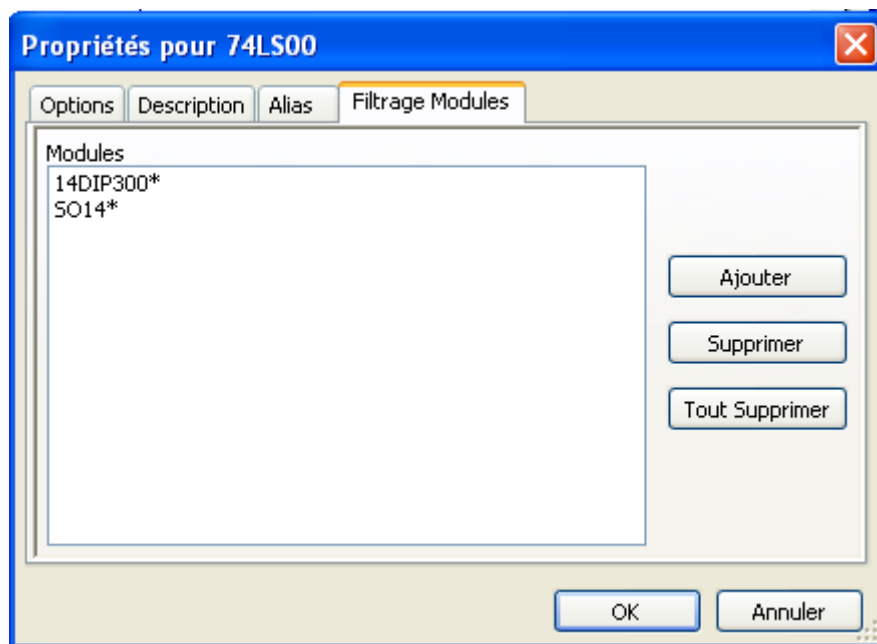 Propriétés pour 74LS00
Options Description Alias Filtrage Modules
Modules
14DIP300*
SO14*
Ajouter
Supprimer
Tout Supprimer
OK Annuler